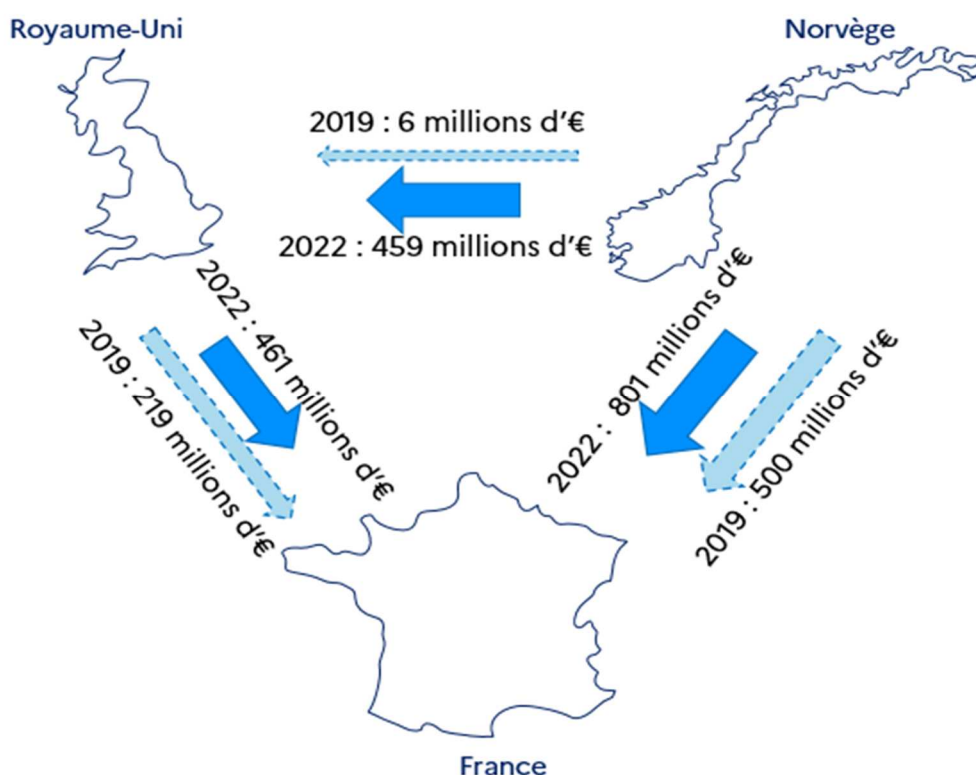 Royaume-Uni
Norvège
2019 : 6 millions d'€
2022 : 459 millions d'€
2022 : 461 millions d'€
2019 : 219 millions d'€
2022 : 801 millions d'€
2019 : 500 millions d'€
France